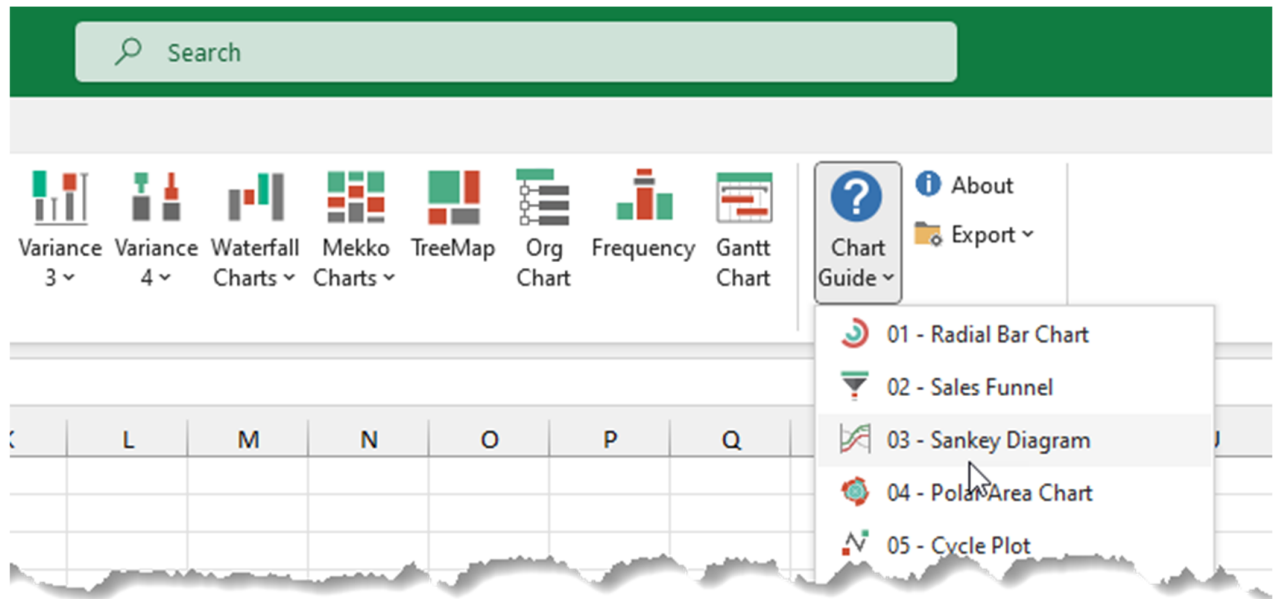 Search
Variance
3
Variance
4
Waterfall
Charts
Mekko
Charts
TreeMap
Org
Chart
Frequency
Gantt
Chart
Chart
Guide
About
Export
01 - Radial Bar Chart
02 - Sales Funnel
03 - Sankey Diagram
04 - Polar Area Chart
05 - Cycle Plot
L M N O P Q